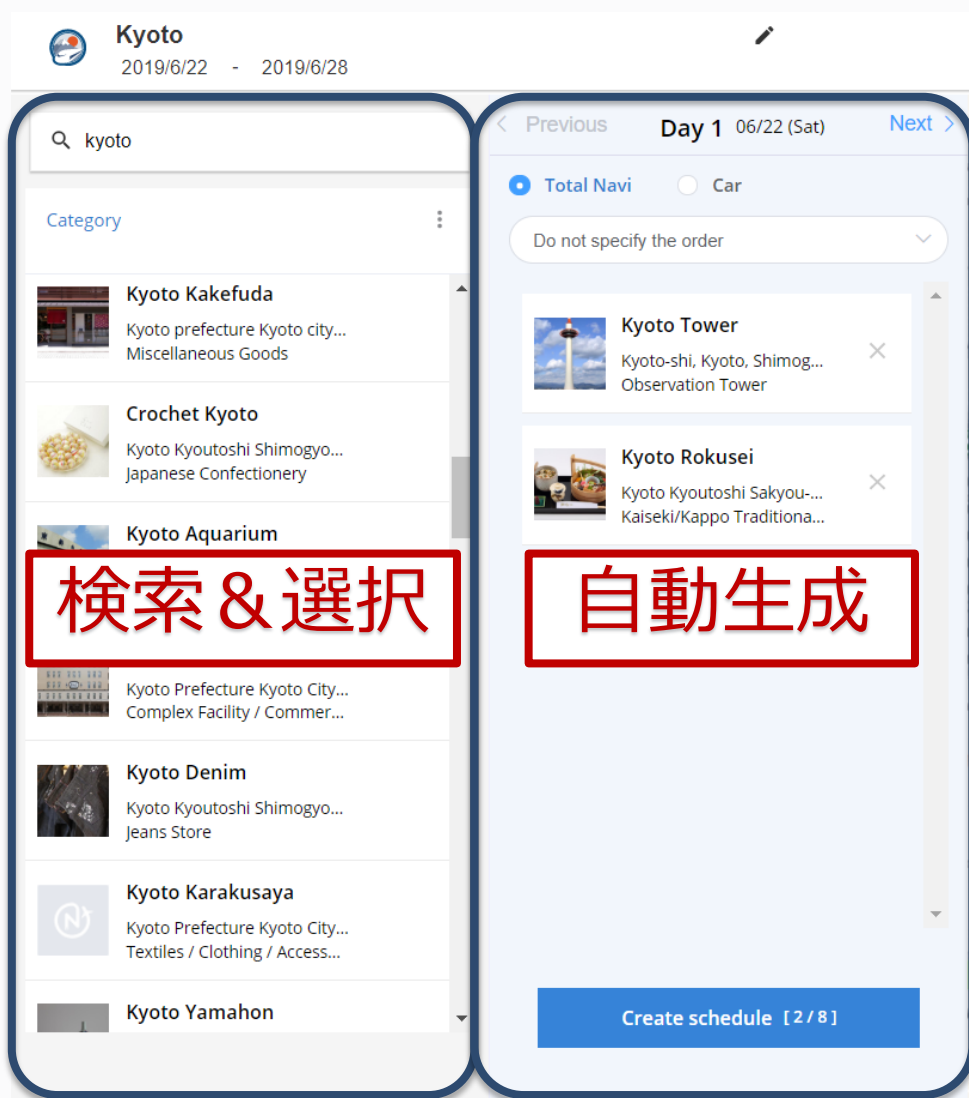 Kyoto
2019/6/22 - 2019/6/28
kyoto
Category
Kyoto Kakefuda
Kyoto prefecture Kyoto city...
Miscellaneous Goods
Crochet Kyoto
Kyoto Kyoutoshi Shimogyo...
Japanese Confectionery
Kyoto Aquarium
検索＆選択
Kyoto Prefecture Kyoto City...
Complex Facility / Commer...
Kyoto Denim
Kyoto Kyoutoshi Shimogyo...
Jeans Store
Kyoto Karakusaya
Kyoto Prefecture Kyoto City...
Textiles / Clothing / Access...
Kyoto Yamahon
Previous Day 1 06/22 (Sat) Next
Total Navi Car
Do not specify the order
Kyoto Tower
Kyoto-shi, Kyoto, Shimog...
Observation Tower
Kyoto Rokusei
Kyoto Kyoutoshi Sakyou-...
Kaiseki/Kappo Traditiona...
自動生成
Create schedule [ 2 / 8 ]